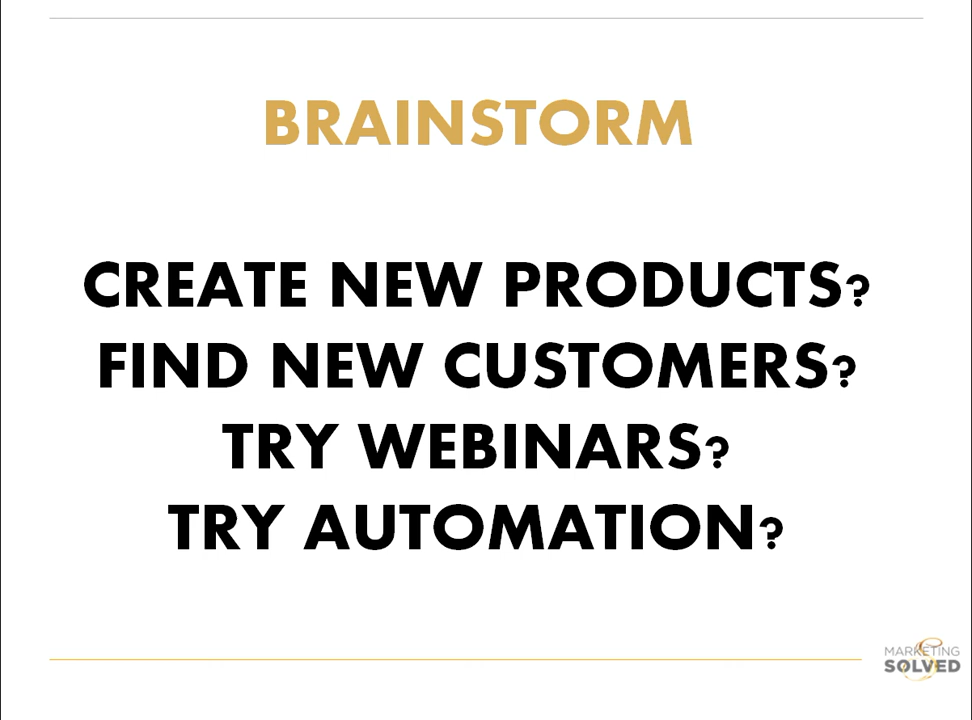 BRAINSTORM
CREATE NEW PRODUCTS?
FIND NEW CUSTOMERS?
TRY WEBINARS?
TRY AUTOMATION?
MARKETING
SOLVED